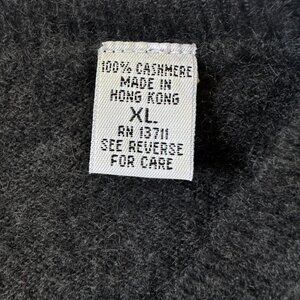 100% CASHMERE
MADE IN
HONG KONG
XL
RN 13711
SEE REVERSE
FOR CARE